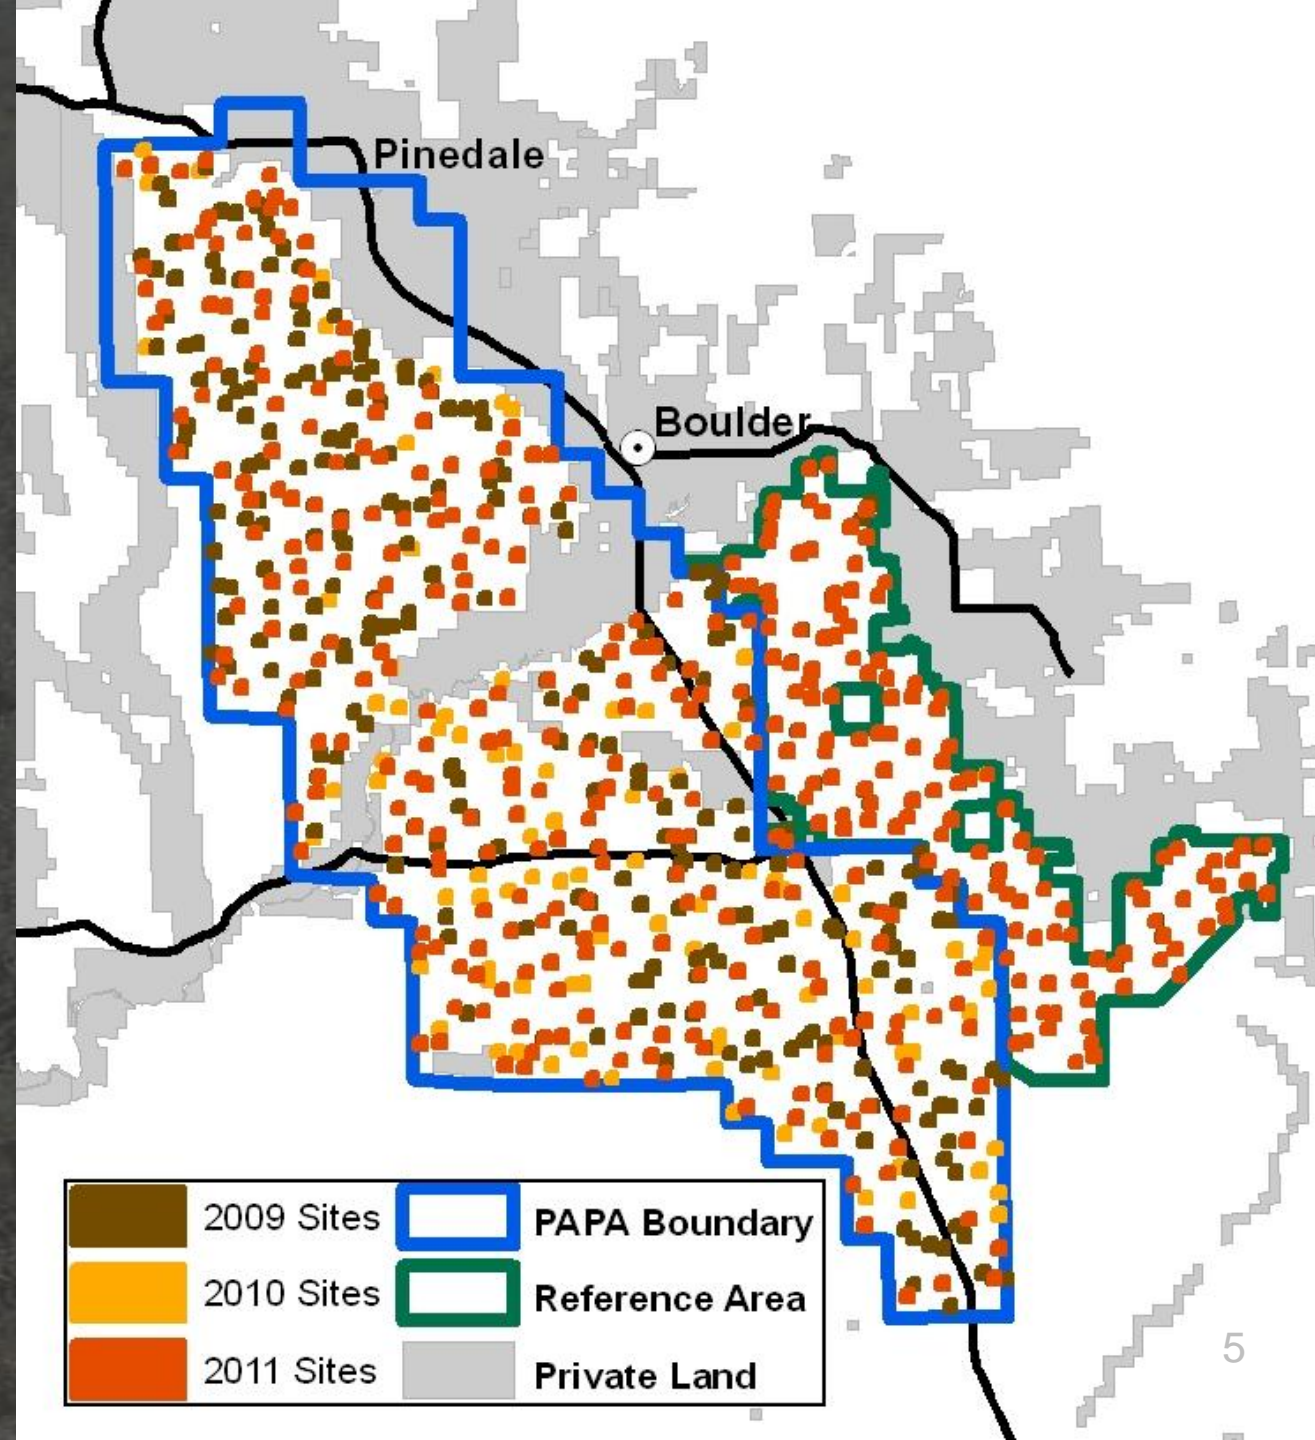 Pinedale
Boulder
2009 Sites
PAPA Boundary
2010 Sites
Reference Area
2011 Sites
Private Land
5